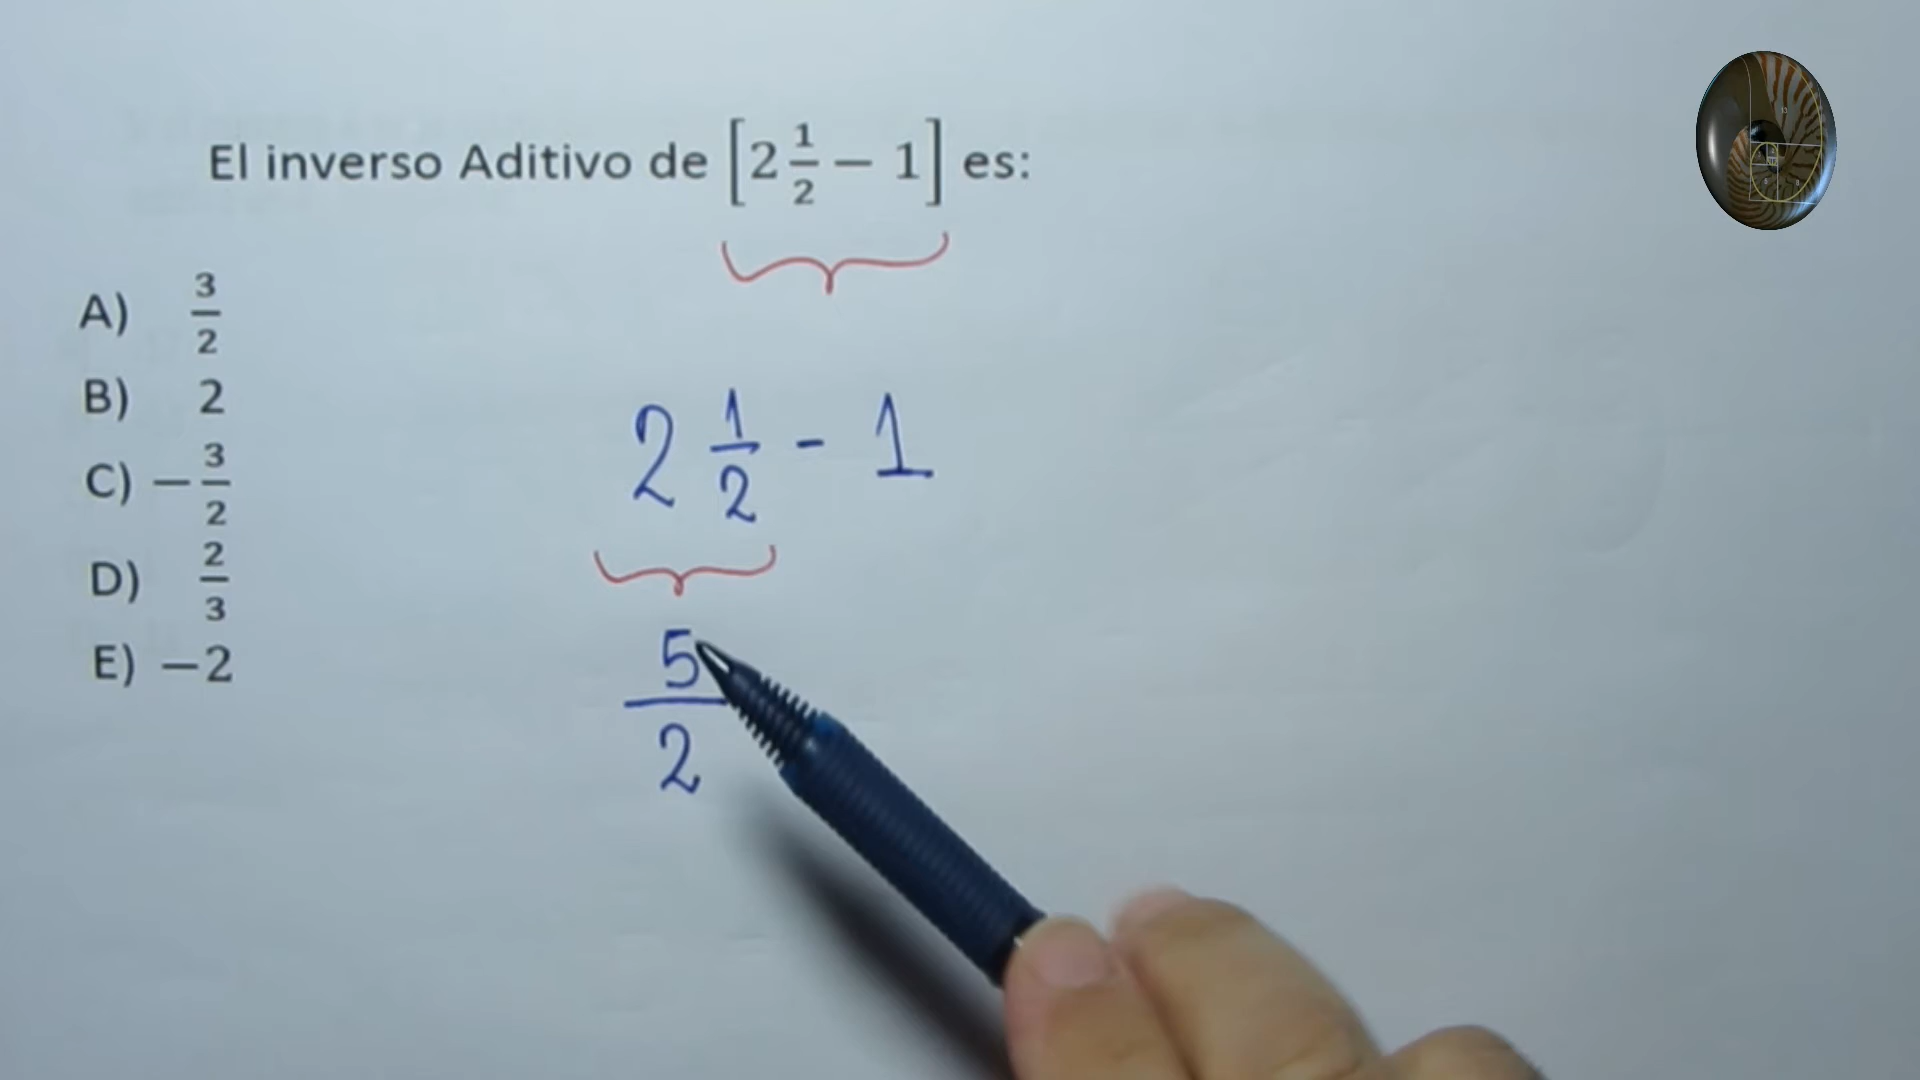 El inverso Aditivo de [2 1/2 − 1] es:
A) 3/2
B) 2
C) −3/2
D) 2/3
E) −2
2 1/2 - 1
5/2